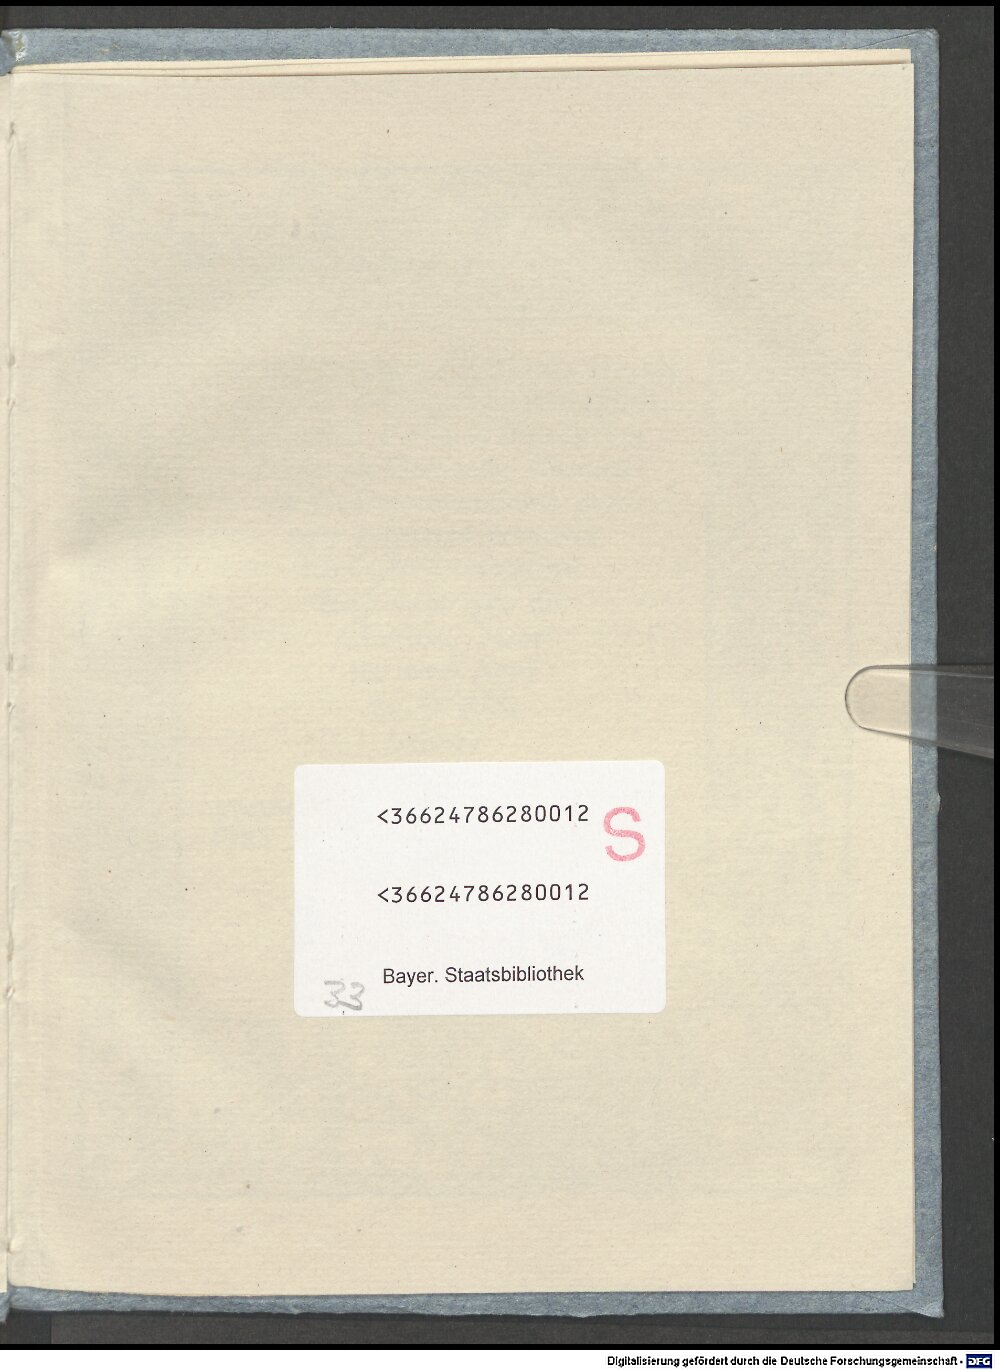 <36624786280012 S
<36624786280012
Bayer. Staatsbibliothek
33
Digitalisierung gefördert durch die Deutsche Forschungsgemeinschaft - DFG